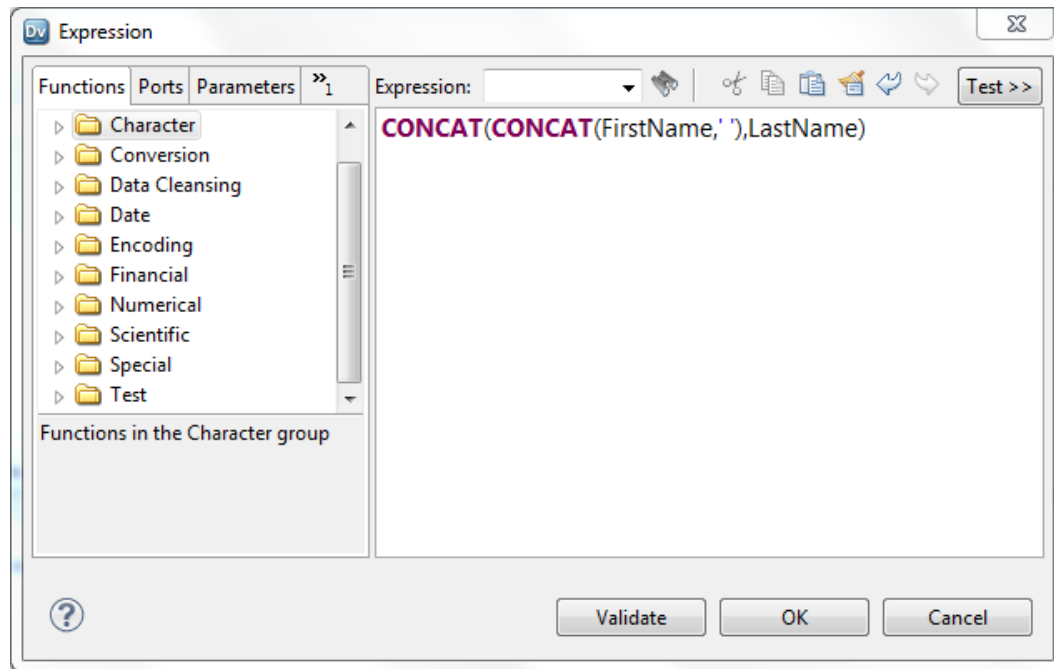 Dv Expression
Functions Ports Parameters »1
Expression:
Test >>
Character
Conversion
Data Cleansing
Date
Encoding
Financial
Numerical
Scientific
Special
Test
Functions in the Character group
CONCAT(CONCAT(FirstName,' '),LastName)
?
Validate
OK
Cancel